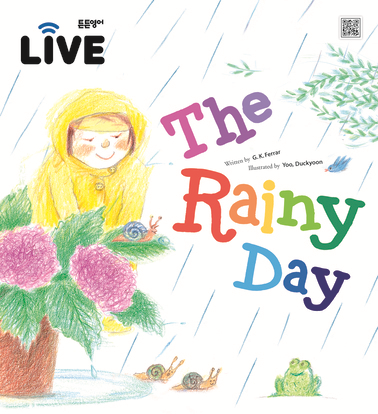 튼튼영어
LIVE
The
Written by G. K. Ferrar
Illustrated by Yoo, Duckyoon
Rainy
Day